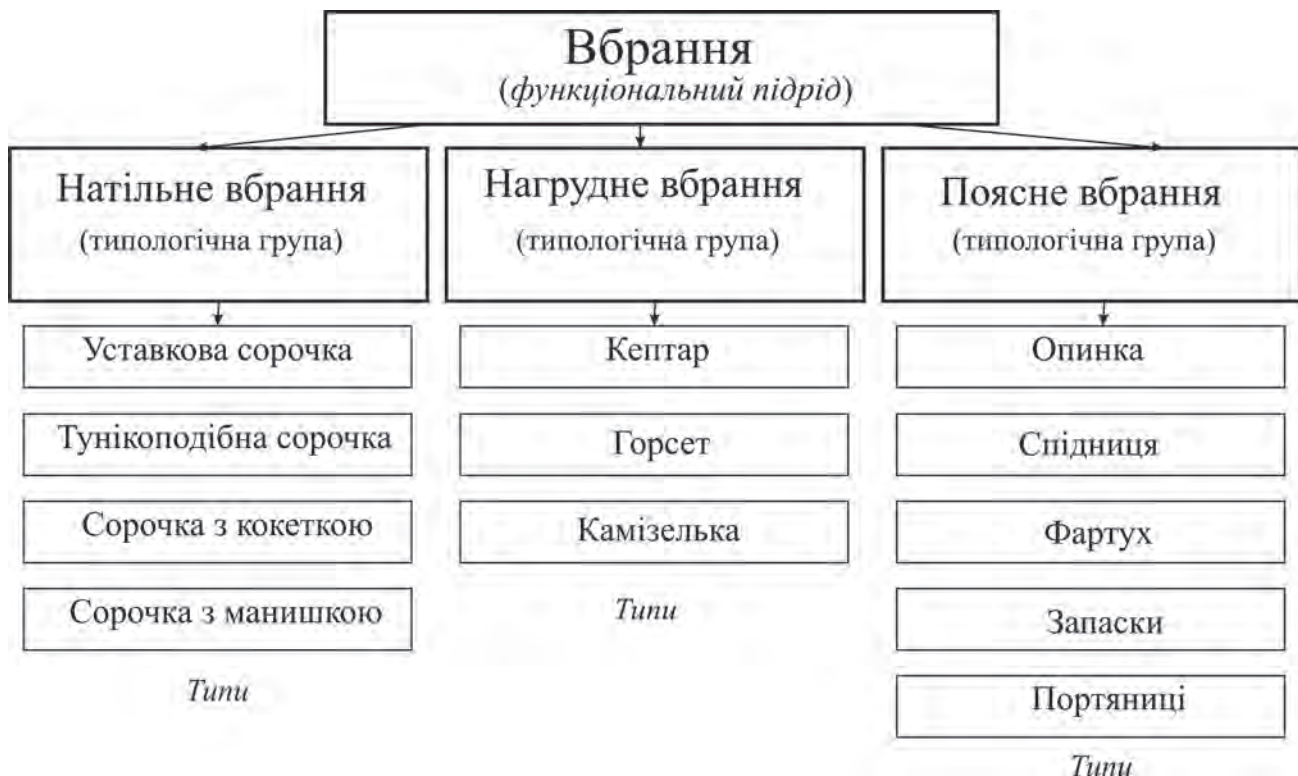 Вбрання
(функціональний підрід)
Натільне вбрання
(типологічна група)
Уставкова сорочка
Тунікоподібна сорочка
Сорочка з кокеткою
Сорочка з манишкою
Типи
Нагрудне вбрання
(типологічна група)
Кептар
Горсет
Камізелька
Типи
Поясне вбрання
(типологічна група)
Опинка
Спідниця
Фартух
Запаски
Портяниці
Типи